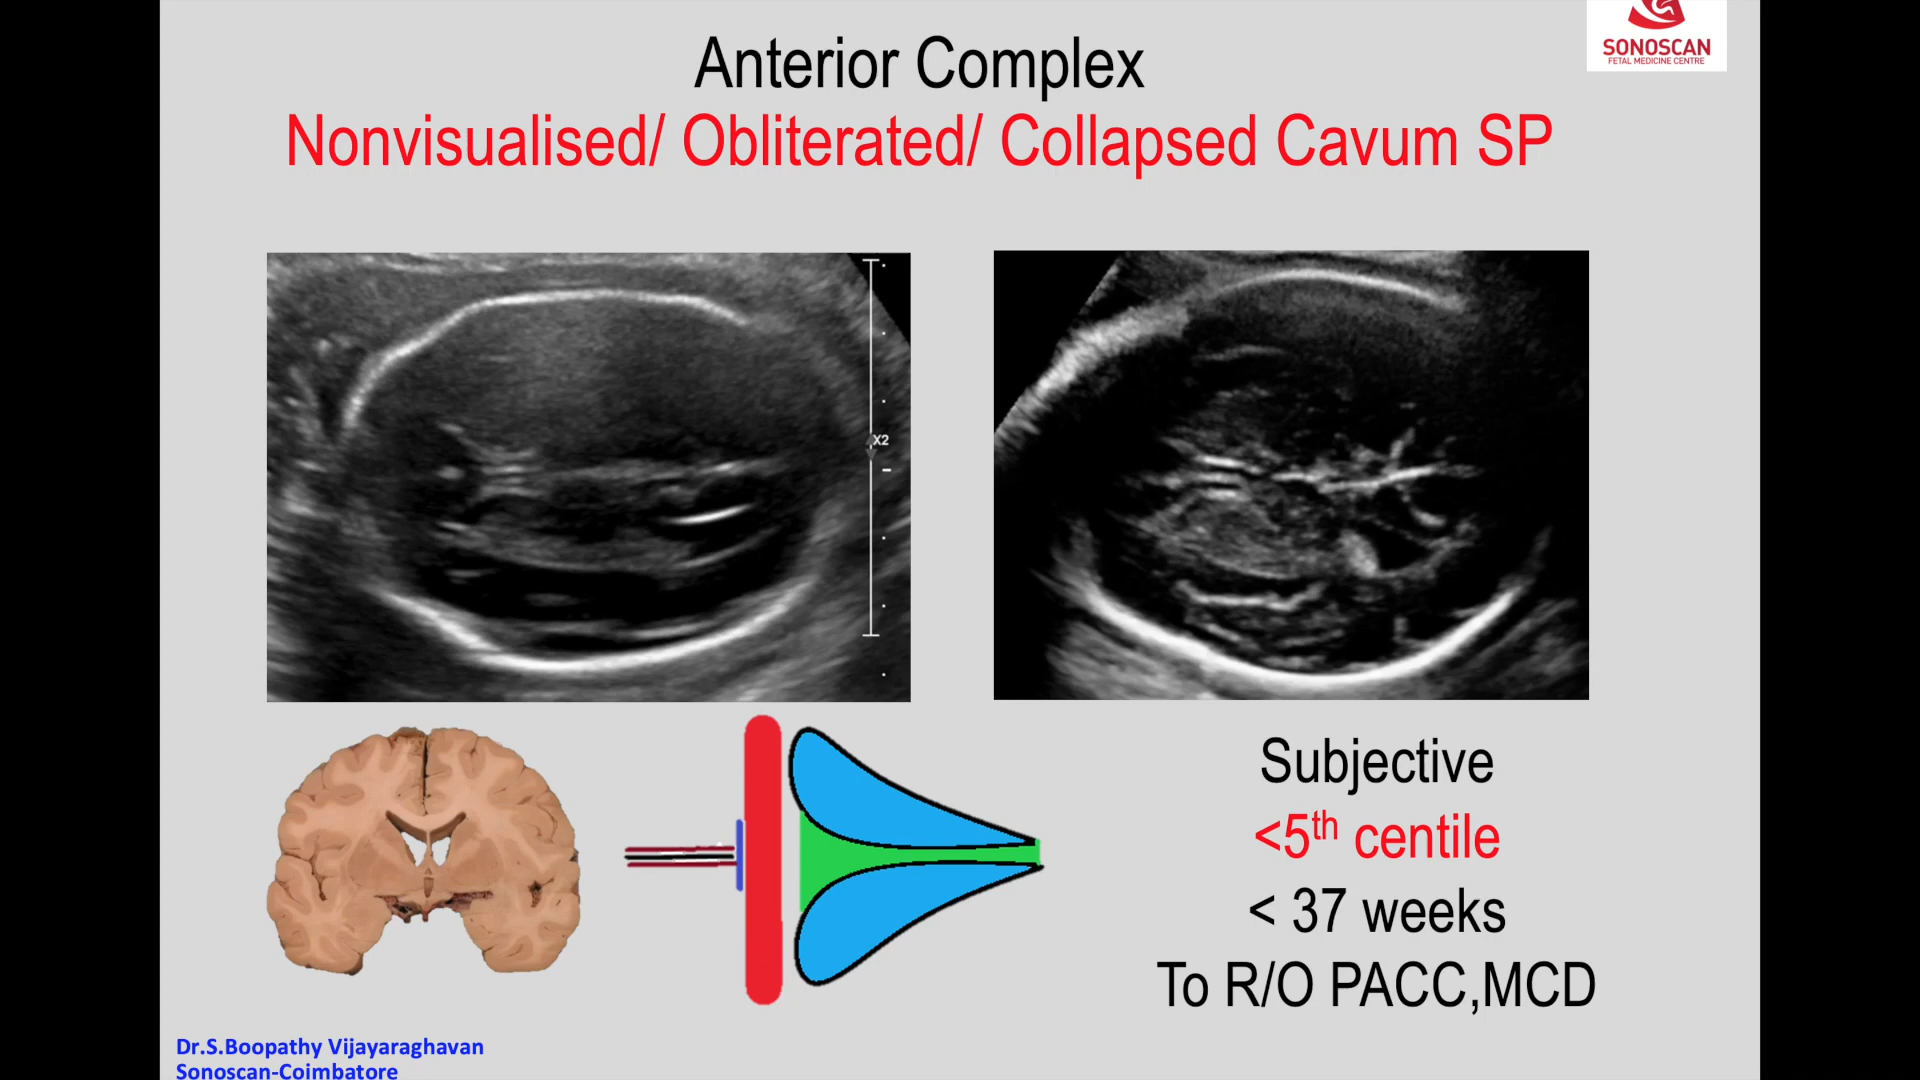 SONOSCAN
FETAL MEDICINE CENTRE
Anterior Complex
Nonvisualised/ Obliterated/ Collapsed Cavum SP
X2
Subjective
<5th centile
< 37 weeks
To R/O PACC,MCD
Dr.S.Boopathy Vijayaraghavan
Sonoscan-Coimbatore